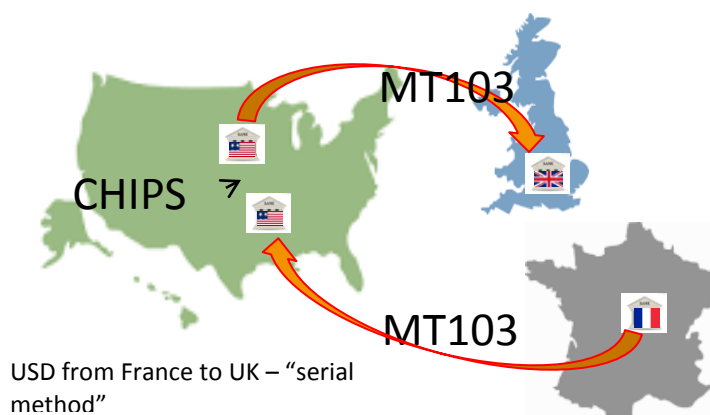 MT103
CHIPS
MT103
USD from France to UK – “serial
method”